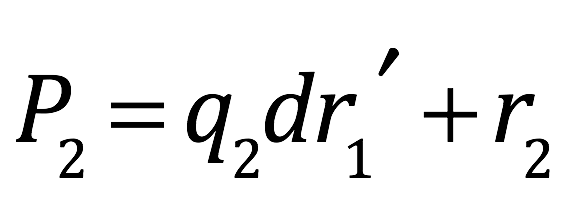 P₂ = q₂dr₁′ + r₂